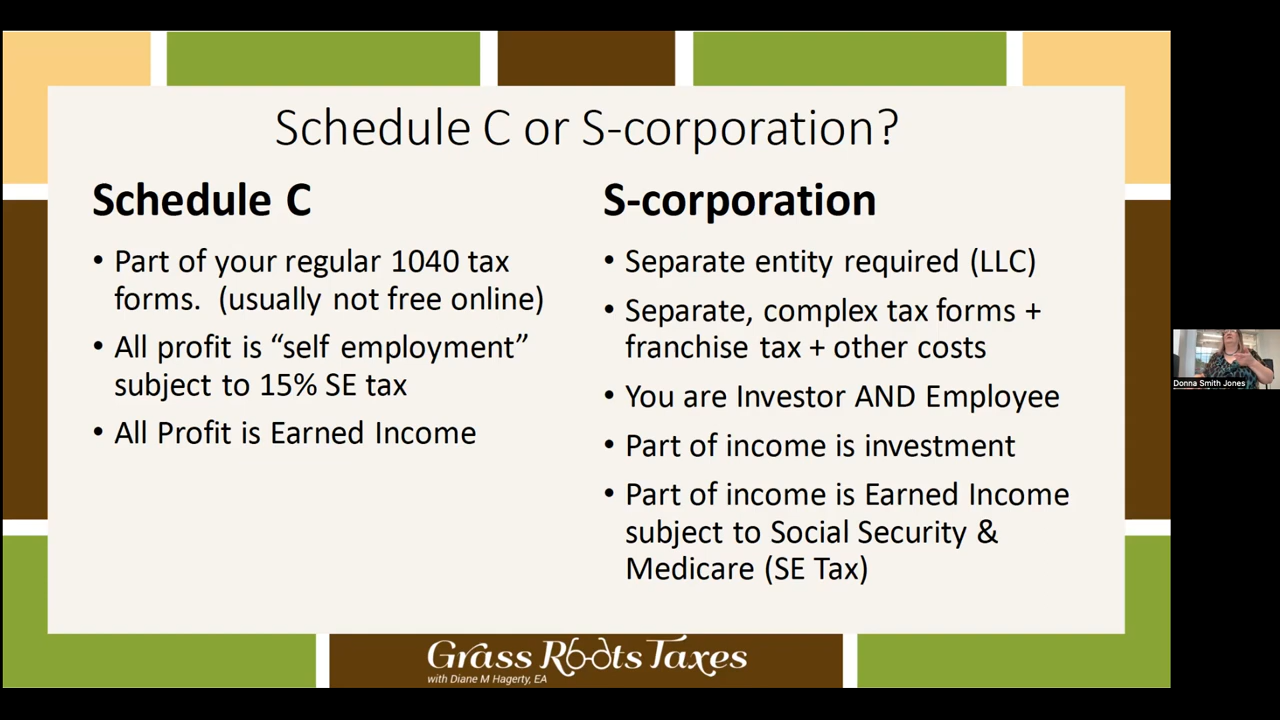 Schedule C or S-corporation?
Schedule C
• Part of your regular 1040 tax
forms.  (usually not free online)
• All profit is “self employment”
subject to 15% SE tax
• All Profit is Earned Income
S-corporation
• Separate entity required (LLC)
• Separate, complex tax forms +
franchise tax + other costs
• You are Investor AND Employee
• Part of income is investment
• Part of income is Earned Income
subject to Social Security &
Medicare (SE Tax)
Grass Roots Taxes
with Diane M Hagerty, EA
Donna Smith Jones